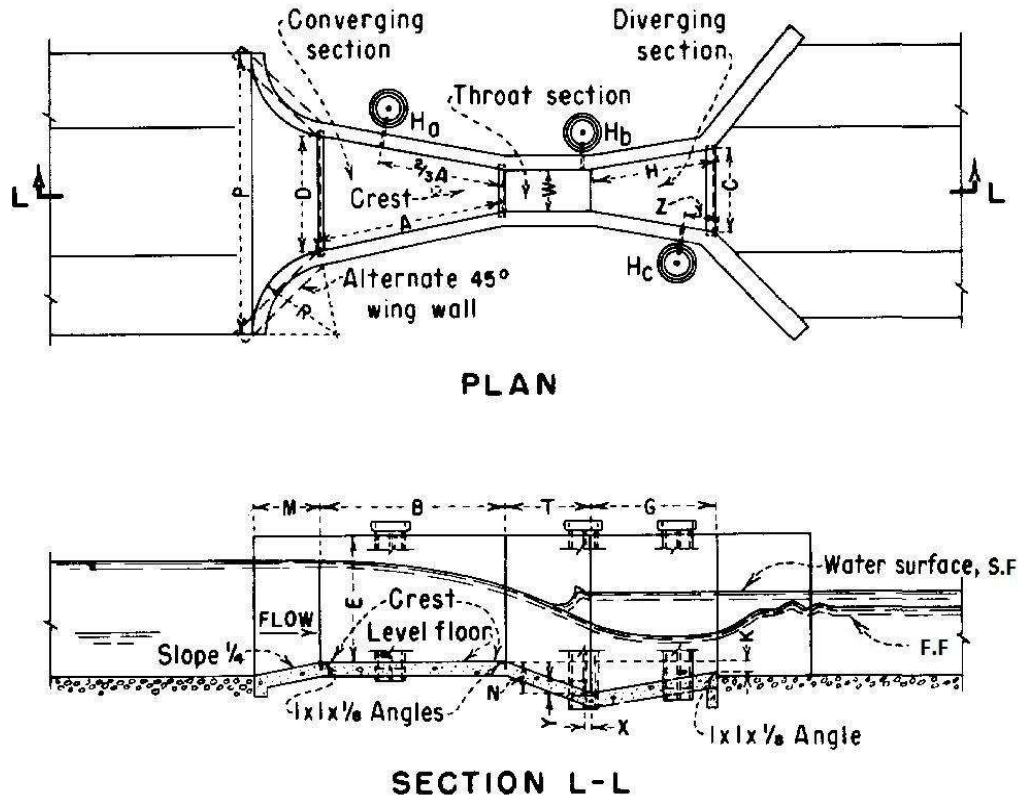 Converging
section
Diverging
section
Throat section
Ha
Hb
P
D
2/3A
Crest
W
H
C
L
L
A
Z
Hc
R
Alternate 45°
wing wall
PLAN
M
B
T
G
Water surface, S.F
E
Crest
FLOW
Level floor
K
F.F
Slope 1/4
N
1x1x1/8 Angles
Y
X
1x1x1/8 Angle
SECTION L-L